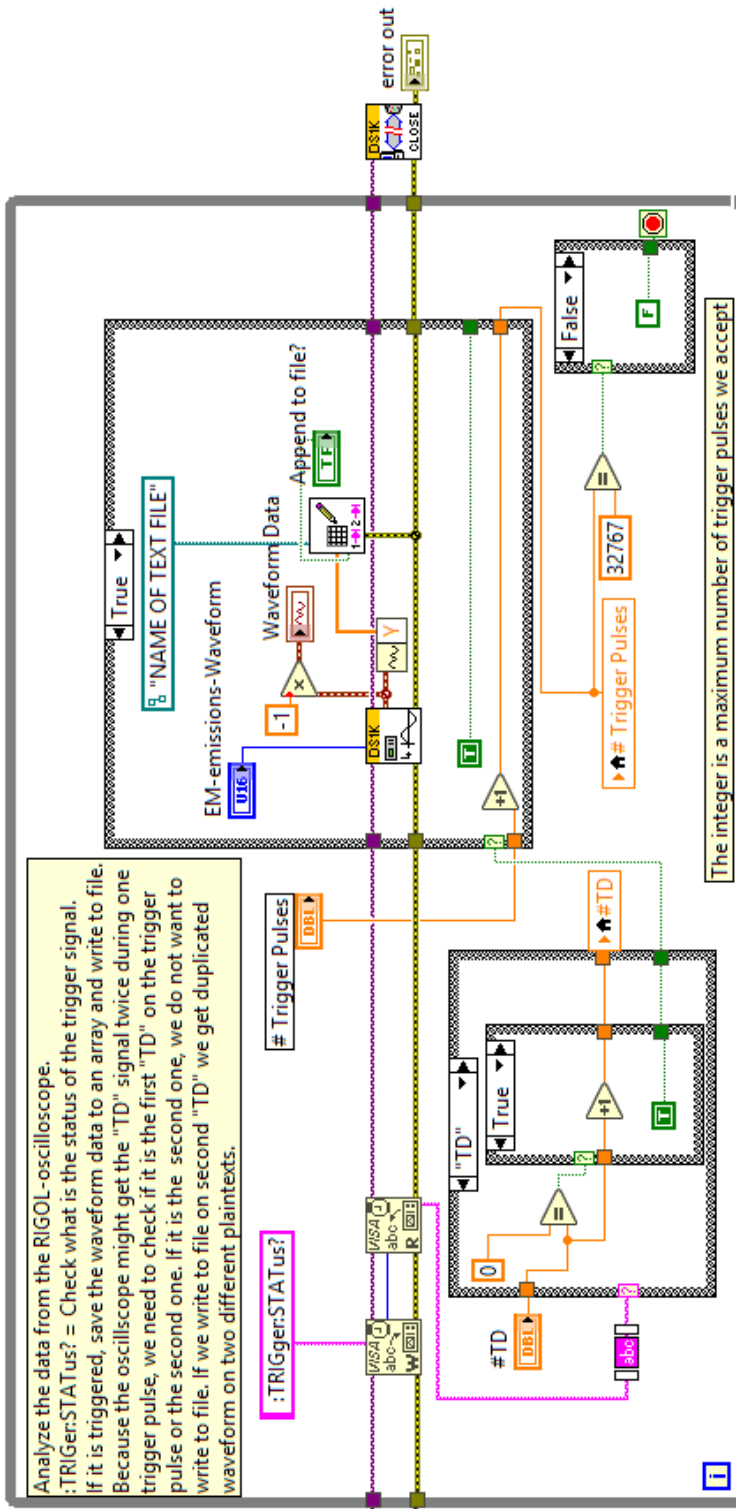 Analyze the data from the RIGOL-oscilloscope.
:TRIGer:STATus? = Check what is the status of the trigger signal.
If it is triggered, save the waveform data to an array and write to file.
Because the oscillscope might get the "TD" signal twice during one
trigger pulse, we need to check if it is the first "TD" on the trigger
pulse or the second one. If it is the  second one, we do not want to
write to file. If we write to file on second "TD" we get duplicated
waveform on two different plaintexts.
:TRIGger:STATus?
VISA
abc
W
VISA
abc
R
# Trigger Pulses
DBL
True
"NAME OF TEXT FILE"
EM-emissions-Waveform
U16
-1
x
Waveform Data
Append to file?
TF
DS1K
Y
1 2
T
+1
DS1K
CLOSE
error out
#TD
DBL
0
=
"TD"
True
+1
T
#TD
abc
# Trigger Pulses
32767
=
False
F
The integer is a maximum number of trigger pulses we accept
i